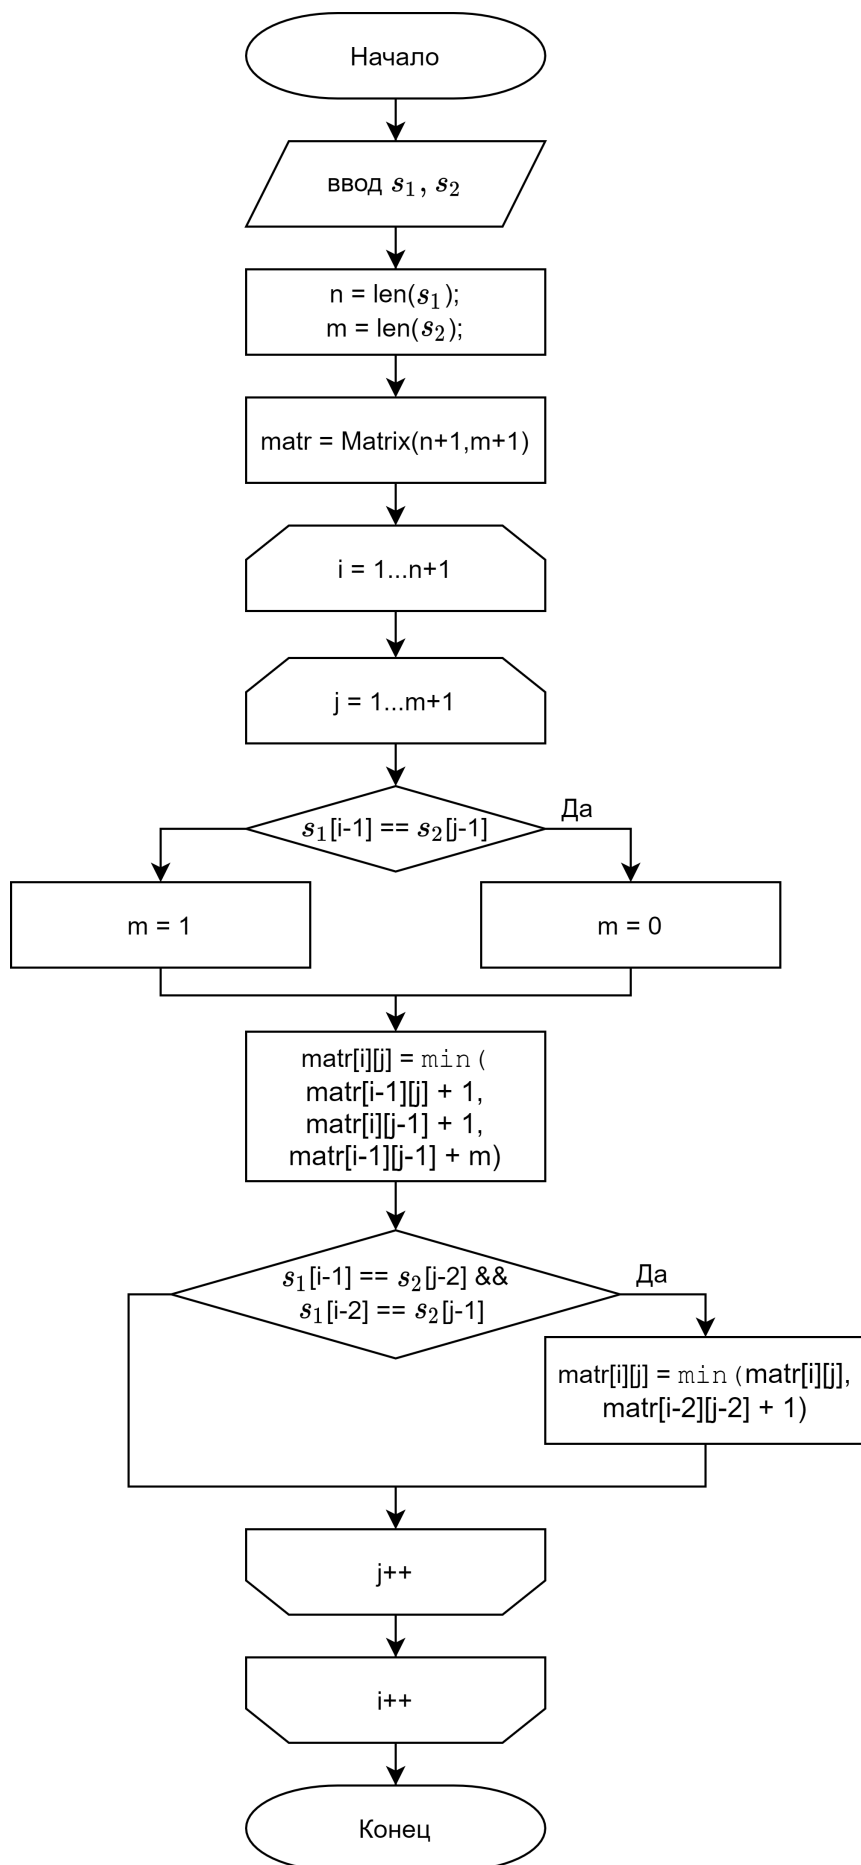 Начало
ввод s₁, s₂
n = len(s₁);
m = len(s₂);
matr = Matrix(n+1,m+1)
i = 1...n+1
j = 1...m+1
s₁[i-1] == s₂[j-1]
Да
m = 1
m = 0
matr[i][j] = min(
matr[i-1][j] + 1,
matr[i][j-1] + 1,
matr[i-1][j-1] + m)
s₁[i-1] == s₂[j-2] &&
s₁[i-2] == s₂[j-1]
Да
matr[i][j] = min(matr[i][j],
matr[i-2][j-2] + 1)
j++
i++
Конец